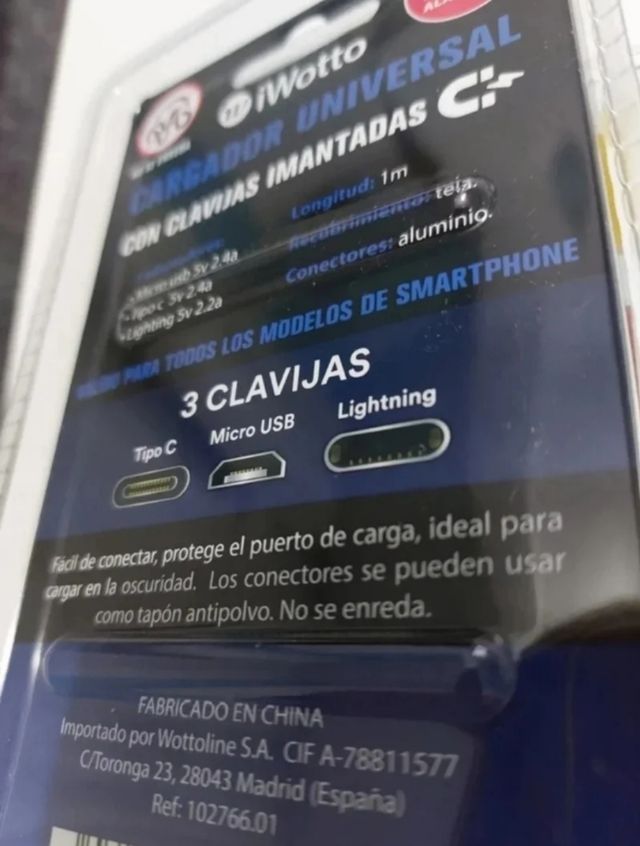 iWotto
CARGADOR UNIVERSAL
CON CLAVIJAS IMANTADAS
Longitud: 1m
Recubrimiento: tela.
Conectores: aluminio.
• Micro usb 5v 2.4a
• Tipo c 5v 2.4a
• Lighting 5v 2.2a
VÁLIDO PARA TODOS LOS MODELOS DE SMARTPHONE
3 CLAVIJAS
Tipo C Micro USB Lightning
Fácil de conectar, protege el puerto de carga, ideal para
cargar en la oscuridad. Los conectores se pueden usar
como tapón antipolvo. No se enreda.
FABRICADO EN CHINA
Importado por Wottoline S.A. CIF A-78811577
C/Toronga 23, 28043 Madrid (España)
Ref: 102766.01